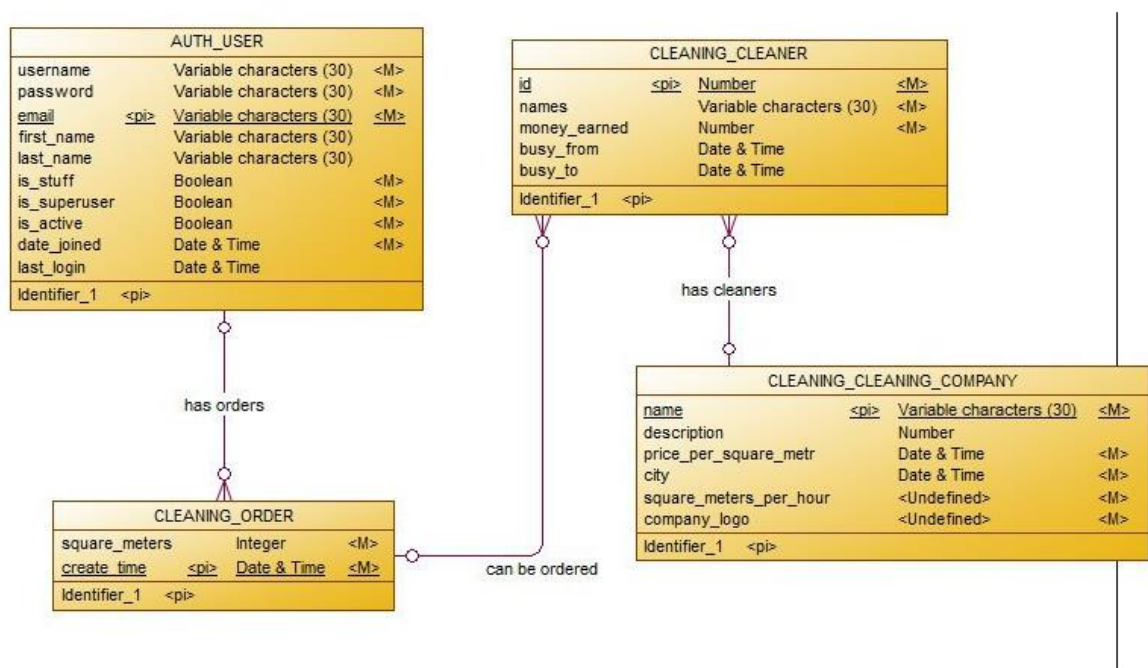 AUTH_USER
username Variable characters (30) <M>
password Variable characters (30) <M>
email <pi> Variable characters (30) <M>
first_name Variable characters (30)
last_name Variable characters (30)
is_stuff Boolean <M>
is_superuser Boolean <M>
is_active Boolean <M>
date_joined Date & Time <M>
last_login Date & Time
Identifier_1 <pi>
CLEANING_CLEANER
id <pi> Number <M>
names Variable characters (30) <M>
money_earned Number <M>
busy_from Date & Time
busy_to Date & Time
Identifier_1 <pi>
has cleaners
has orders
CLEANING_CLEANING_COMPANY
name <pi> Variable characters (30) <M>
description Number
price_per_square_metr Date & Time <M>
city Date & Time <M>
square_meters_per_hour <Undefined> <M>
company_logo <Undefined> <M>
Identifier_1 <pi>
CLEANING_ORDER
square_meters Integer <M>
create_time <pi> Date & Time <M>
Identifier_1 <pi>
can be ordered